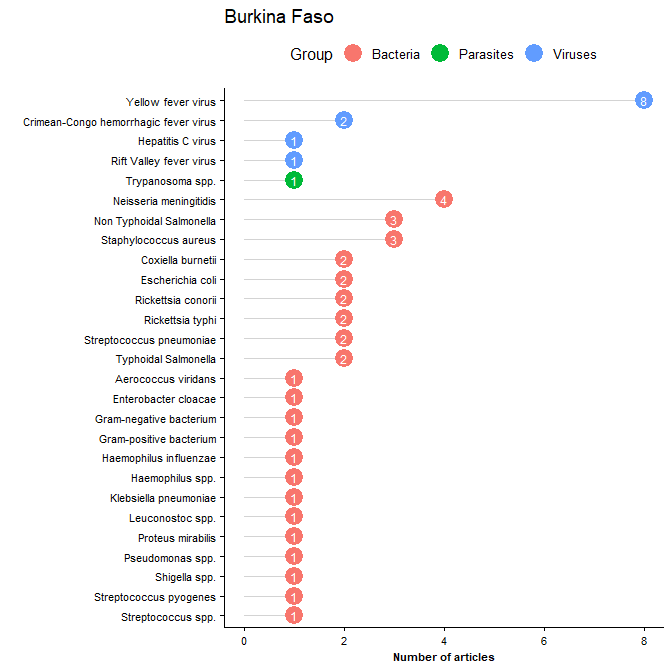 Burkina Faso
Group Bacteria Parasites Viruses
Yellow fever virus 8
Crimean-Congo hemorrhagic fever virus 2
Hepatitis C virus 1
Rift Valley fever virus 1
Trypanosoma spp. 1
Neisseria meningitidis 4
Non Typhoidal Salmonella 3
Staphylococcus aureus 3
Coxiella burnetii 2
Escherichia coli 2
Rickettsia conorii 2
Rickettsia typhi 2
Streptococcus pneumoniae 2
Typhoidal Salmonella 2
Aerococcus viridans 1
Enterobacter cloacae 1
Gram-negative bacterium 1
Gram-positive bacterium 1
Haemophilus influenzae 1
Haemophilus spp. 1
Klebsiella pneumoniae 1
Leuconostoc spp. 1
Proteus mirabilis 1
Pseudomonas spp. 1
Shigella spp. 1
Streptococcus pyogenes 1
Streptococcus spp. 1
0 2 4 6 8
Number of articles